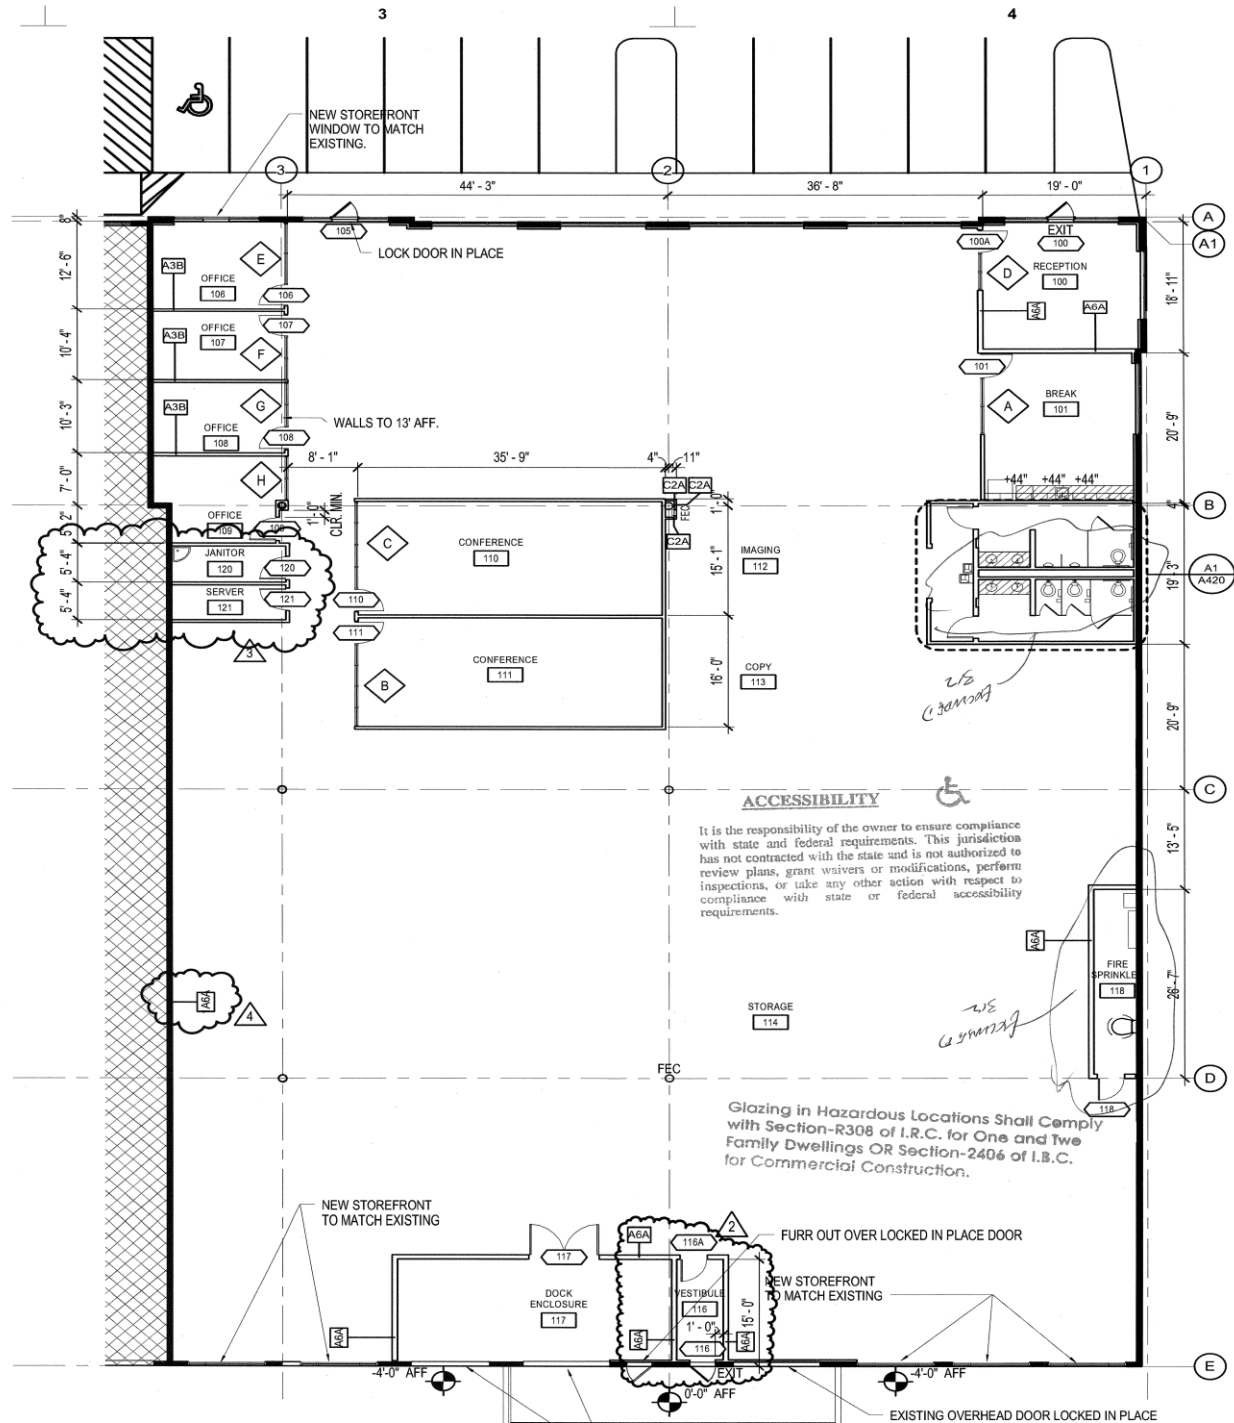 3
4
NEW STOREFRONT
WINDOW TO MATCH
EXISTING.
3
2
1
44' - 3"
36' - 8"
19' - 0"
A
A1
8"
12' - 6"
10' - 4"
10' - 3"
7' - 0"
5' - 2"
5' - 4"
5' - 4"
105
LOCK DOOR IN PLACE
E
A3B
OFFICE
106
106
107
A3B
OFFICE
107
F
G
A3B
OFFICE
108
108
WALLS TO 13' AFF.
H
OFFICE
109
109
JANITOR
120
120
SERVER
121
121
3
8' - 1"
35' - 9"
4"
11"
1' - 0"
CLR. MIN.
C
CONFERENCE
110
110
111
CONFERENCE
111
B
C2A
C2A
C2A
FEC
1' - 0"
15' - 1"
16' - 0"
IMAGING
112
COPY
113
100A
EXIT
100
D
RECEPTION
100
A6A
A6A
18' - 11"
101
A
BREAK
101
20' - 9"
+44"
+44"
+44"
4"
B
A1
A420
19' - 3"
20' - 9"
C
ACCESSIBILITY
It is the responsibility of the owner to ensure compliance
with state and federal requirements. This jurisdiction
has not contracted with the state and is not authorized to
review plans, grant waivers or modifications, perform
inspections, or take any other action with respect to
compliance with state or federal accessibility
requirements.
13' - 5"
A6A
FIRE
SPRINKLE
118
26' - 7"
118
D
A6A
4
STORAGE
114
FEC
Glazing in Hazardous Locations Shall Comply
with Section-R308 of I.R.C. for One and Two
Family Dwellings OR Section-2406 of I.B.C.
for Commercial Construction.
NEW STOREFRONT
TO MATCH EXISTING
2
A6A
116A
FURR OUT OVER LOCKED IN PLACE DOOR
117
DOCK
ENCLOSURE
117
VESTIBULE
116
1' - 0"
116
15' - 0"
NEW STOREFRONT
TO MATCH EXISTING
A6A
A6A
A6A
EXIT
-4'-0" AFF
0'-0" AFF
-4'-0" AFF
E
EXISTING OVERHEAD DOOR LOCKED IN PLACE